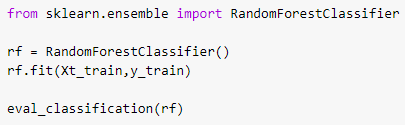 from sklearn.ensemble import RandomForestClassifier
rf = RandomForestClassifier()
rf.fit(Xt_train,y_train)
eval_classification(rf)